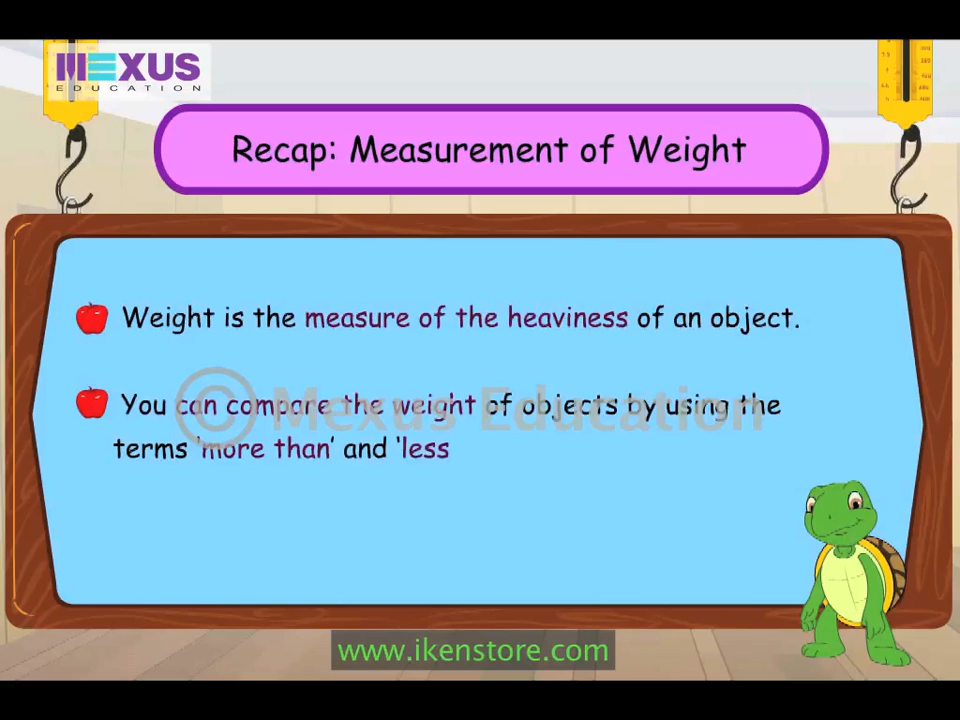 MEXUS
EDUCATION
Recap: Measurement of Weight
Weight is the measure of the heaviness of an object.
You can compare the weight of objects by using the
terms 'more than' and 'less
© Mexus Education
www.ikenstore.com